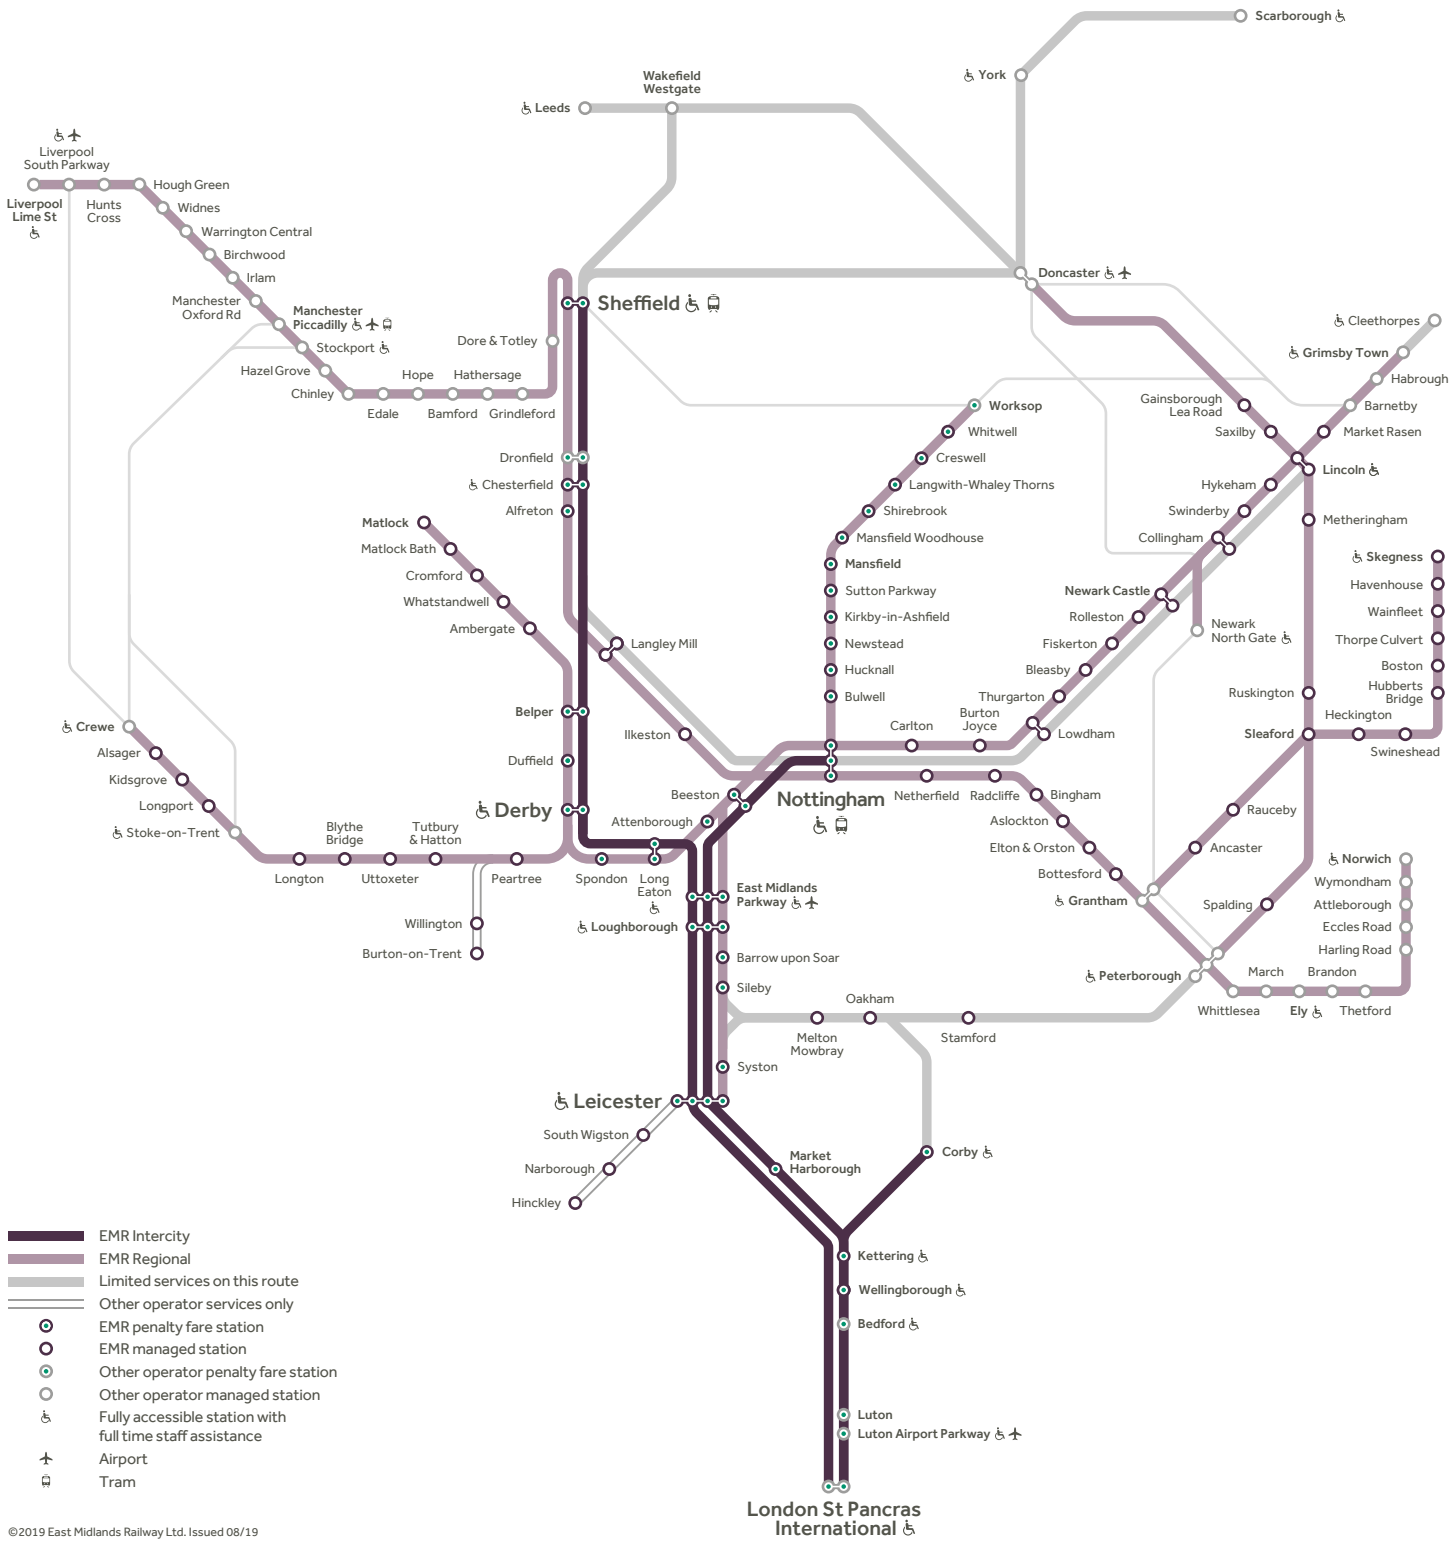 Scarborough
York
Wakefield
Westgate
Leeds
Liverpool
South Parkway
Hough Green
Liverpool
Lime St
Hunts
Cross
Widnes
Warrington Central
Birchwood
Irlam
Manchester
Oxford Rd
Manchester
Piccadilly
Stockport
Hazel Grove
Chinley
Edale
Hope
Bamford
Hathersage
Grindleford
Dore & Totley
Sheffield
Doncaster
Cleethorpes
Grimsby Town
Habrough
Barnetby
Market Rasen
Gainsborough
Lea Road
Saxilby
Lincoln
Hykeham
Swinderby
Collingham
Metheringham
Worksop
Whitwell
Creswell
Langwith-Whaley Thorns
Shirebrook
Mansfield Woodhouse
Mansfield
Sutton Parkway
Kirkby-in-Ashfield
Newstead
Hucknall
Bulwell
Dronfield
Chesterfield
Alfreton
Matlock
Matlock Bath
Cromford
Whatstandwell
Ambergate
Langley Mill
Ilkeston
Belper
Duffield
Derby
Newark Castle
Rolleston
Fiskerton
Bleasby
Thurgarton
Burton
Joyce
Carlton
Lowdham
Newark
North Gate
Skegness
Havenhouse
Wainfleet
Thorpe Culvert
Boston
Hubberts
Bridge
Heckington
Swineshead
Ruskington
Sleaford
Rauceby
Ancaster
Spalding
Crewe
Alsager
Kidsgrove
Longport
Stoke-on-Trent
Longton
Blythe
Bridge
Uttoxeter
Tutbury
& Hatton
Peartree
Willington
Burton-on-Trent
Spondon
Long
Eaton
Attenborough
Beeston
Nottingham
Netherfield
Radcliffe
Bingham
Aslockton
Elton & Orston
Bottesford
Grantham
Peterborough
Whittlesea
March
Ely
Brandon
Thetford
Norwich
Wymondham
Attleborough
Eccles Road
Harling Road
East Midlands
Parkway
Loughborough
Barrow upon Soar
Sileby
Syston
Oakham
Melton
Mowbray
Stamford
Leicester
South Wigston
Narborough
Hinckley
Market
Harborough
Corby
Kettering
Wellingborough
Bedford
Luton
Luton Airport Parkway
London St Pancras
International
EMR Intercity
EMR Regional
Limited services on this route
Other operator services only
EMR penalty fare station
EMR managed station
Other operator penalty fare station
Other operator managed station
Fully accessible station with
full time staff assistance
Airport
Tram
©2019 East Midlands Railway Ltd. Issued 08/19